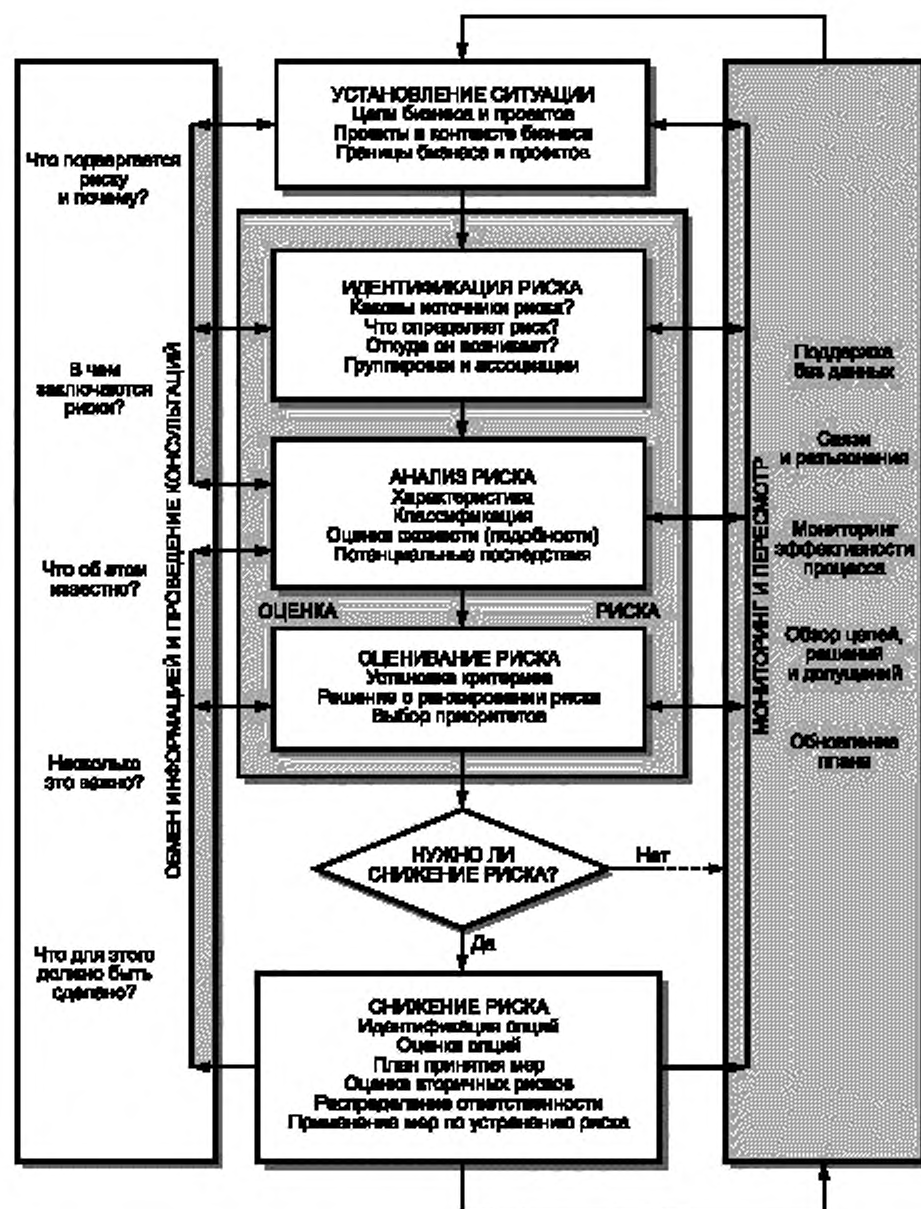 УСТАНОВЛЕНИЕ СИТУАЦИИ
Цели бизнеса и проектов
Проекты в контексте бизнеса
Границы бизнеса и проектов
Что подвергается
риску
и почему?
ИДЕНТИФИКАЦИЯ РИСКА
Каковы источники риска?
Что определяет риск?
Откуда он возникает?
Группировки и ассоциации
В чем
заключаются
риски?
АНАЛИЗ РИСКА
Характеристика
Классификация
Оценка схожести (подобности)
Потенциальные последствия
Что об этом
известно?
ОЦЕНКА РИСКА
ОЦЕНИВАНИЕ РИСКА
Установка критериев
Решение о ранжировании риска
Выбор приоритетов
Насколько
это важно?
НУЖНО ЛИ
СНИЖЕНИЕ РИСКА?
Нет
Да
Что для этого
должно быть
сделано?
СНИЖЕНИЕ РИСКА
Идентификация опций
Оценка опций
План принятия мер
Оценка вторичных рисков
Распределение ответственности
Применение мер по устранению риска
ОБМЕН ИНФОРМАЦИЕЙ И ПРОВЕДЕНИЕ КОНСУЛЬТАЦИЙ
МОНИТОРИНГ И ПЕРЕСМОТР
Поддержка
баз данных
Связи
и разъяснения
Мониторинг
эффективности
процесса
Обзор целей,
решений
и допущений
Обновление
плана